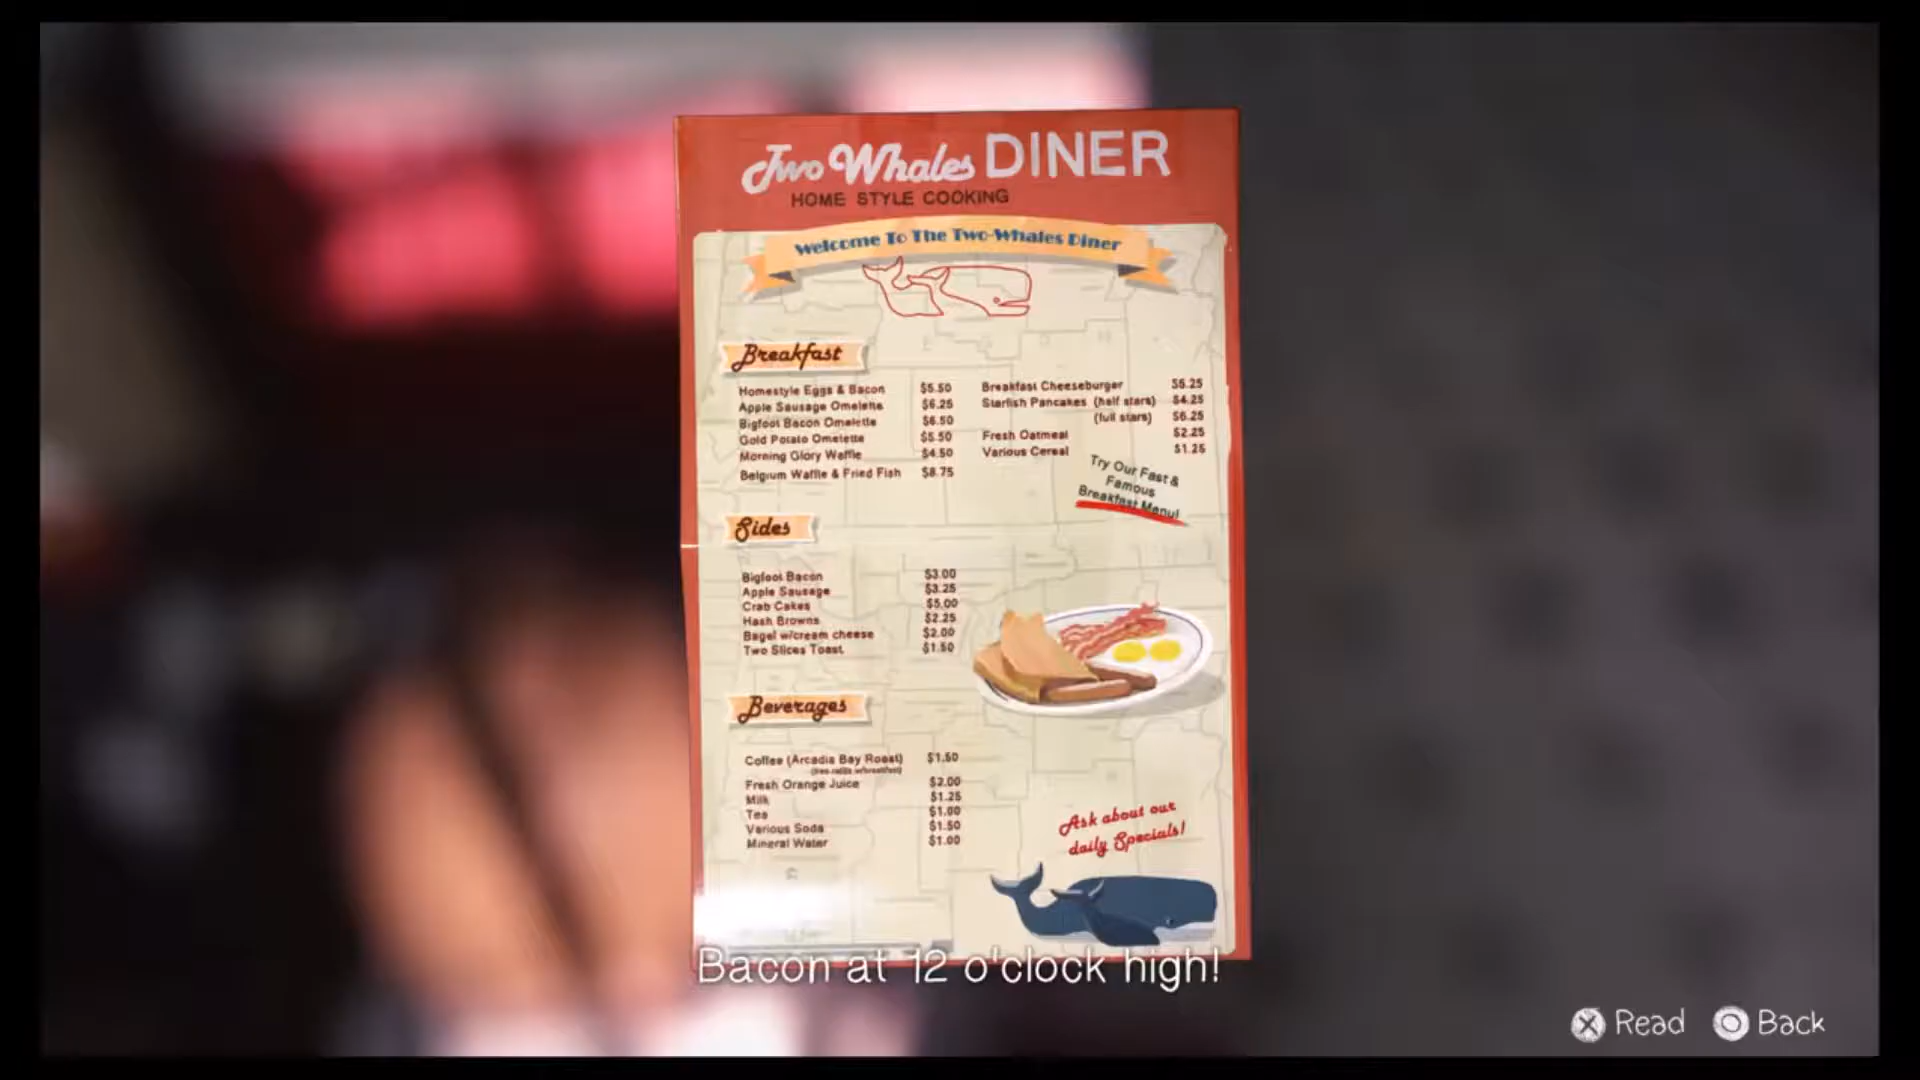 Two Whales DINER
HOME STYLE COOKING
Welcome To The Two-Whales Diner
Breakfast
Homestyle Eggs & Bacon $5.50
Apple Sausage Omelette $6.25
Bigfoot Bacon Omelette $6.50
Gold Potato Omelette $5.50
Morning Glory Waffle $4.50
Belgium Waffle & Fried Fish $8.75
Breakfast Cheeseburger $5.25
Starfish Pancakes (half stars) $4.25
(full stars) $6.25
Fresh Oatmeal $2.25
Various Cereal $1.25
Try Our Fast &
Famous
Breakfast Menu!
Sides
Bigfoot Bacon $3.00
Apple Sausage $3.25
Crab Cakes $5.00
Hash Browns $2.25
Bagel w/cream cheese $2.00
Two Slices Toast $1.50
Beverages
Coffee (Arcadia Bay Roast) $1.50
(free refills w/breakfast)
Fresh Orange Juice $2.00
Milk $1.25
Tea $1.00
Various Soda $1.50
Mineral Water $1.00
Ask about our
daily Specials!
Bacon at 12 o'clock high!
Read
Back